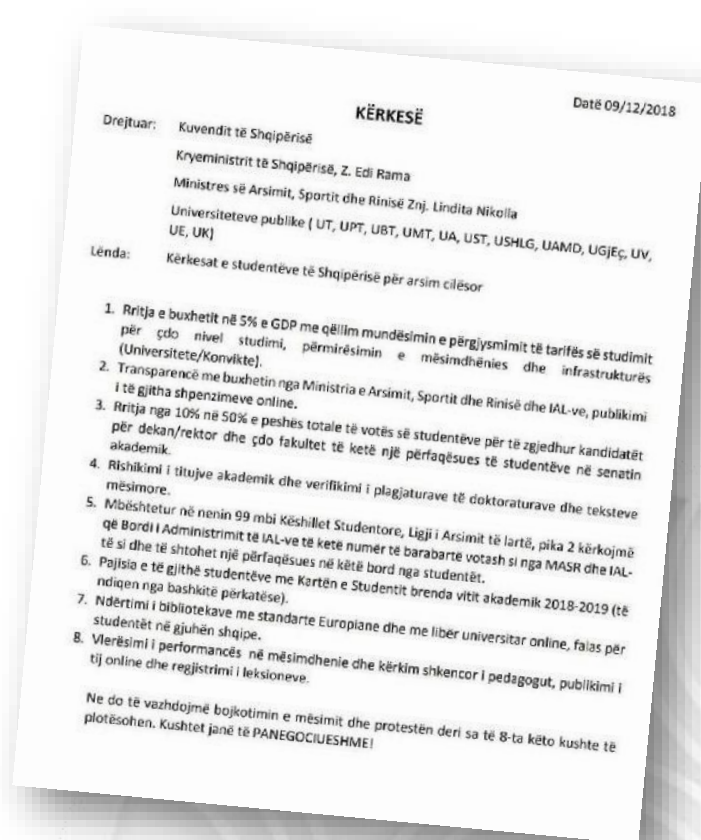 Datë 09/12/2018
KËRKESË
Drejtuar: Kuvendit të Shqipërisë
Kryeministrit të Shqipërisë, Z. Edi Rama
Ministres së Arsimit, Sportit dhe Rinisë Znj. Lindita Nikolla
Universiteteve publike ( UT, UPT, UBT, UMT, UA, UST, USHLG, UAMD, UGjEç, UV,
UE, UK)
Lënda: Kërkesat e studentëve të Shqipërisë për arsim cilësor
1. Rritja e buxhetit në 5% e GDP me qëllim mundësimin e përgjysmimit të tarifës së studimit
për çdo nivel studimi, përmirësimin e mësimdhënies dhe infrastrukturës
(Universitete/Konvikte).
2. Transparencë me buxhetin nga Ministria e Arsimit, Sportit dhe Rinisë dhe IAL-ve, publikimi
i të gjitha shpenzimeve online.
3. Rritja nga 10% në 50% e peshës totale të votës së studentëve për të zgjedhur kandidatët
për dekan/rektor dhe çdo fakultet të ketë një përfaqësues të studentëve në senatin
akademik.
4. Rishikimi i titujve akademik dhe verifikimi i plagjaturave të doktoraturave dhe teksteve
mësimore.
5. Mbështetur në nenin 99 mbi Këshillet Studentore, Ligji i Arsimit të lartë, pika 2 kërkojmë
që Bordi i Administrimit të IAL-ve të ketë numër të barabartë votash si nga MASR dhe IAL-
të si dhe të shtohet një përfaqësues në këtë bord nga studentët.
6. Pajisja e të gjithë studentëve me Kartën e Studentit brenda vitit akademik 2018-2019 (të
ndiqen nga bashkitë përkatëse).
7. Ndërtimi i bibliotekave me standarte Europiane dhe me libër universitar online, falas për
studentët në gjuhën shqipe.
8. Vlerësimi i performancës në mësimdhenie dhe kërkim shkencor i pedagogut, publikimi i
tij online dhe regjistrimi i leksioneve.
Ne do të vazhdojmë bojkotimin e mësimit dhe protestën deri sa të 8-ta këto kushte të
plotësohen. Kushtet janë të PANEGOCIUESHME!